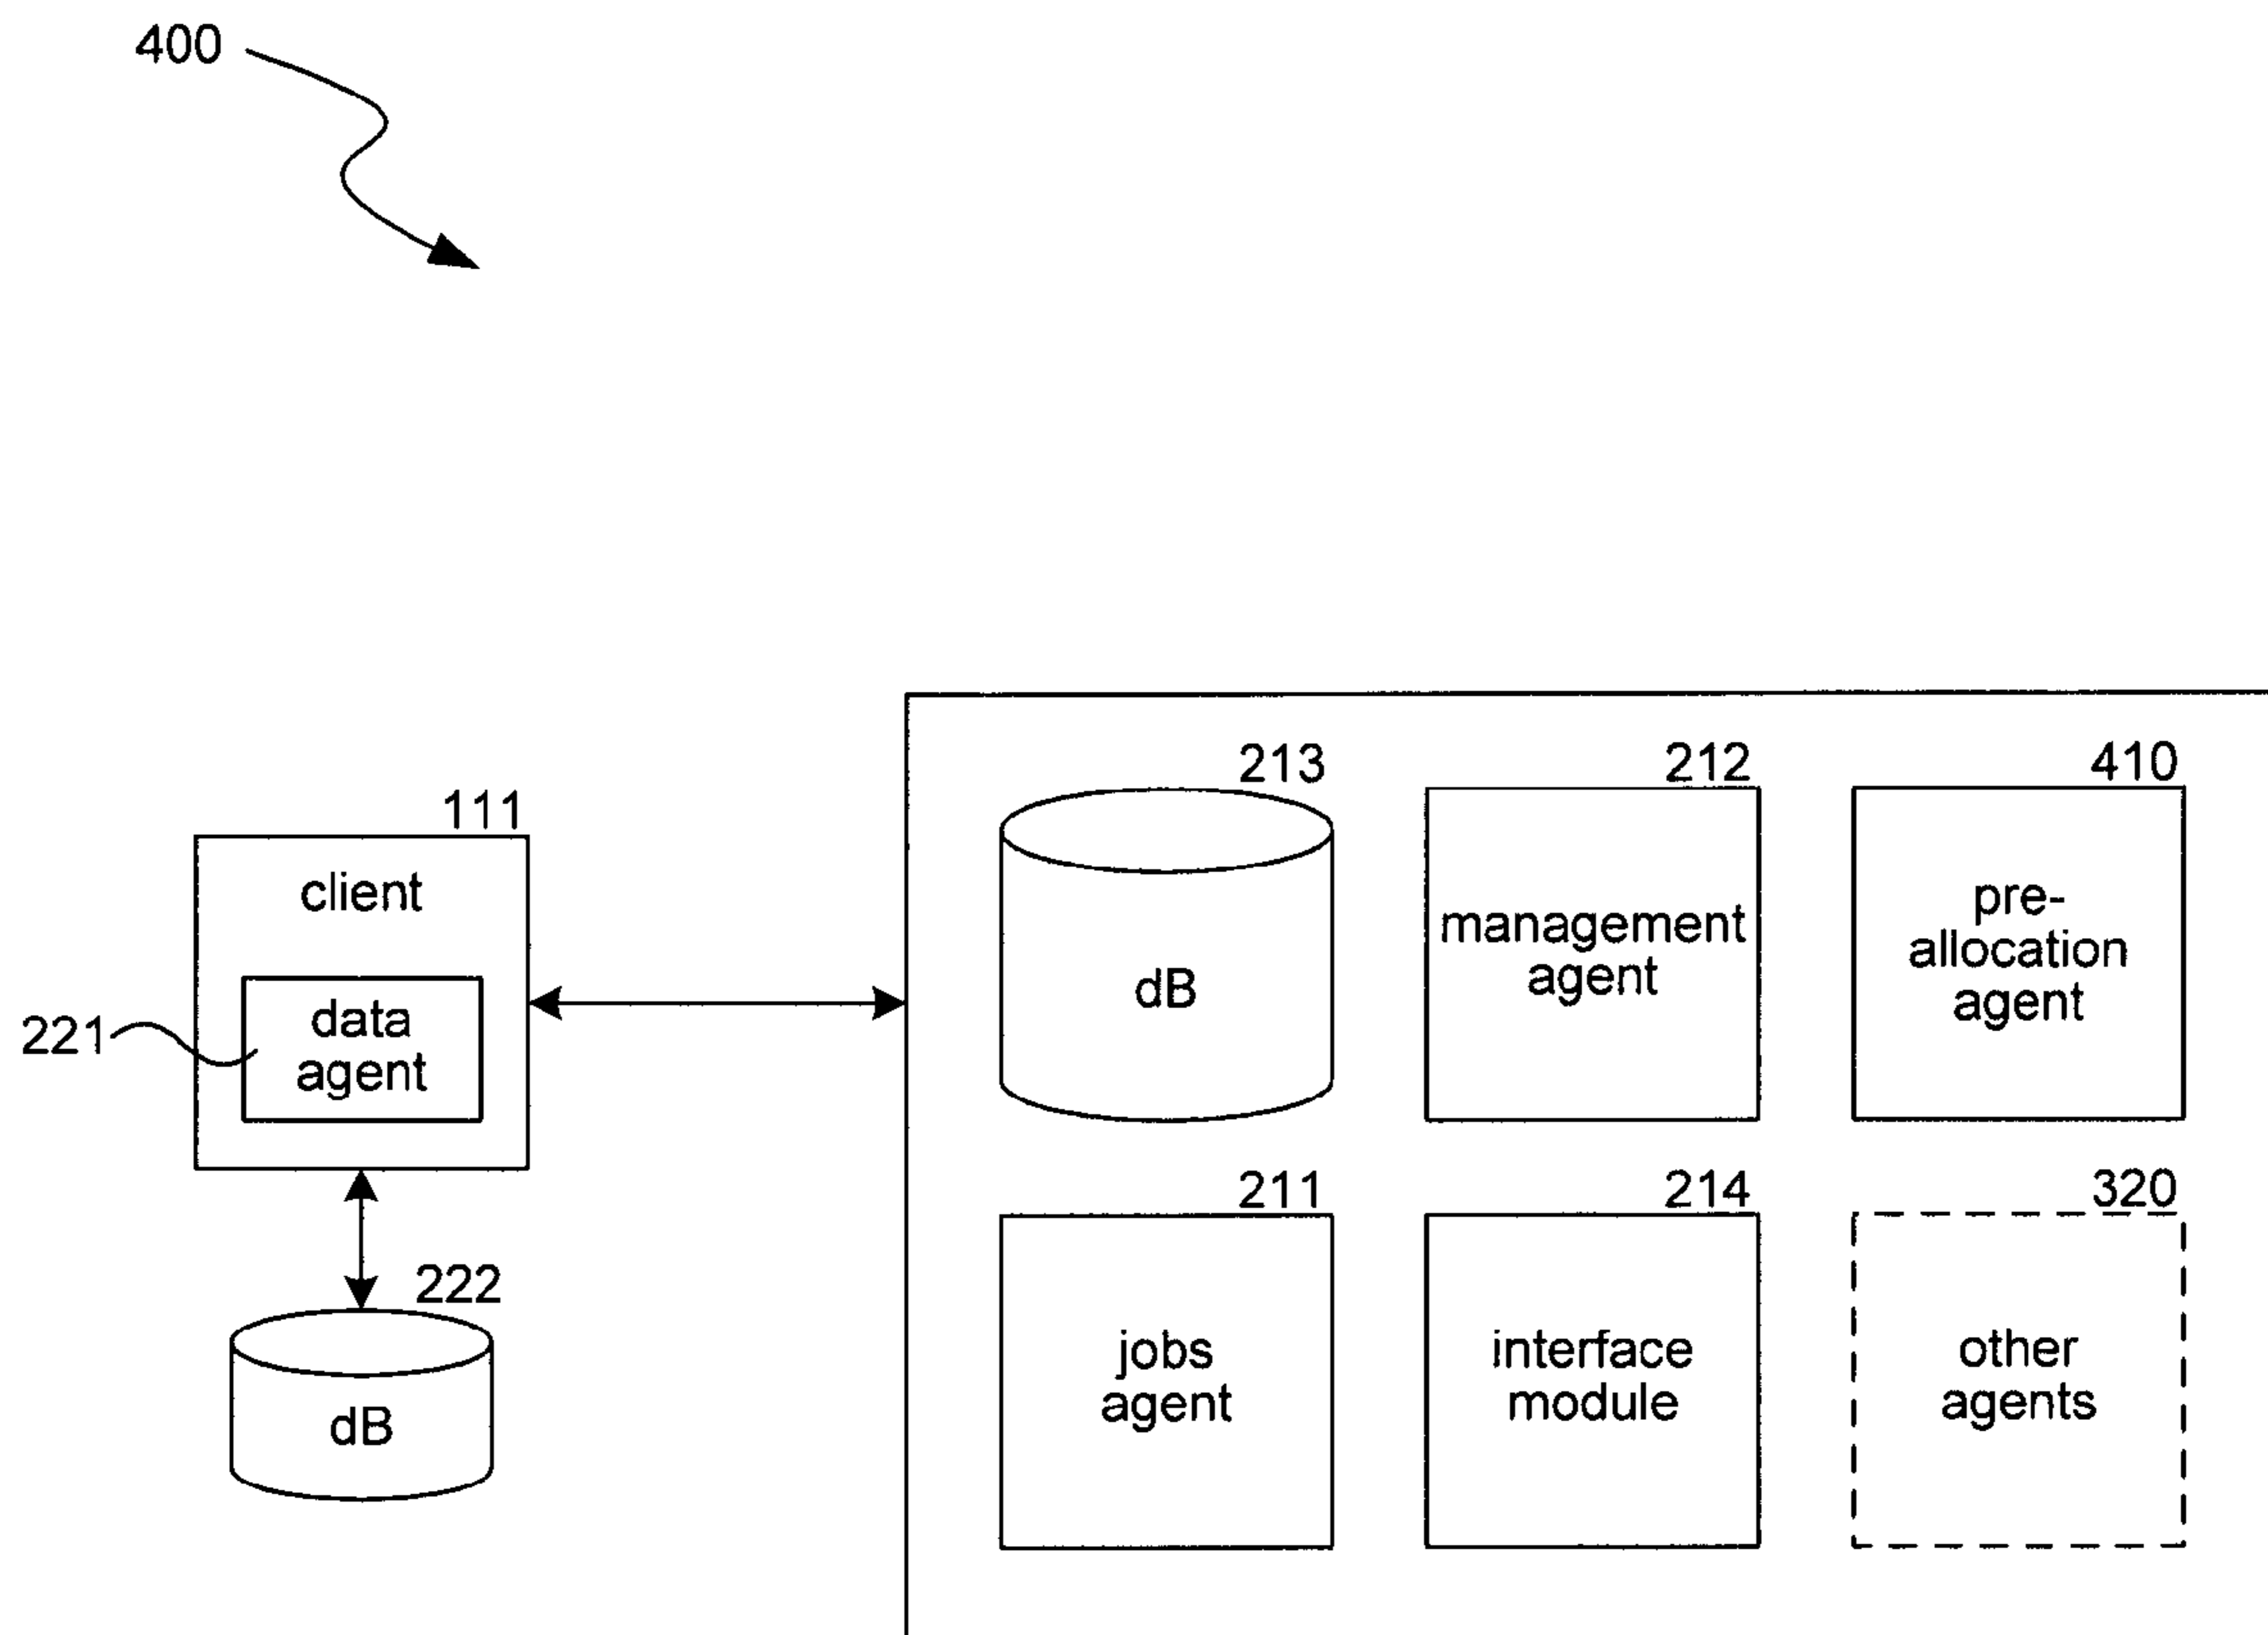 400
111
client
data
agent
221
222
dB
213
dB
212
management
agent
410
pre-
allocation
agent
211
jobs
agent
214
interface
module
320
other
agents